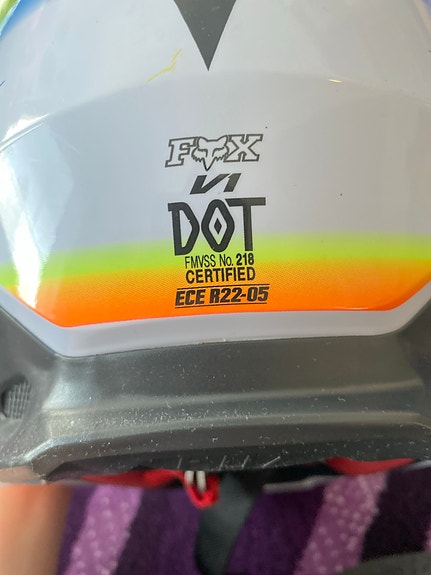 FOX
V1
DOT
FMVSS No. 218
CERTIFIED
ECE R22-05